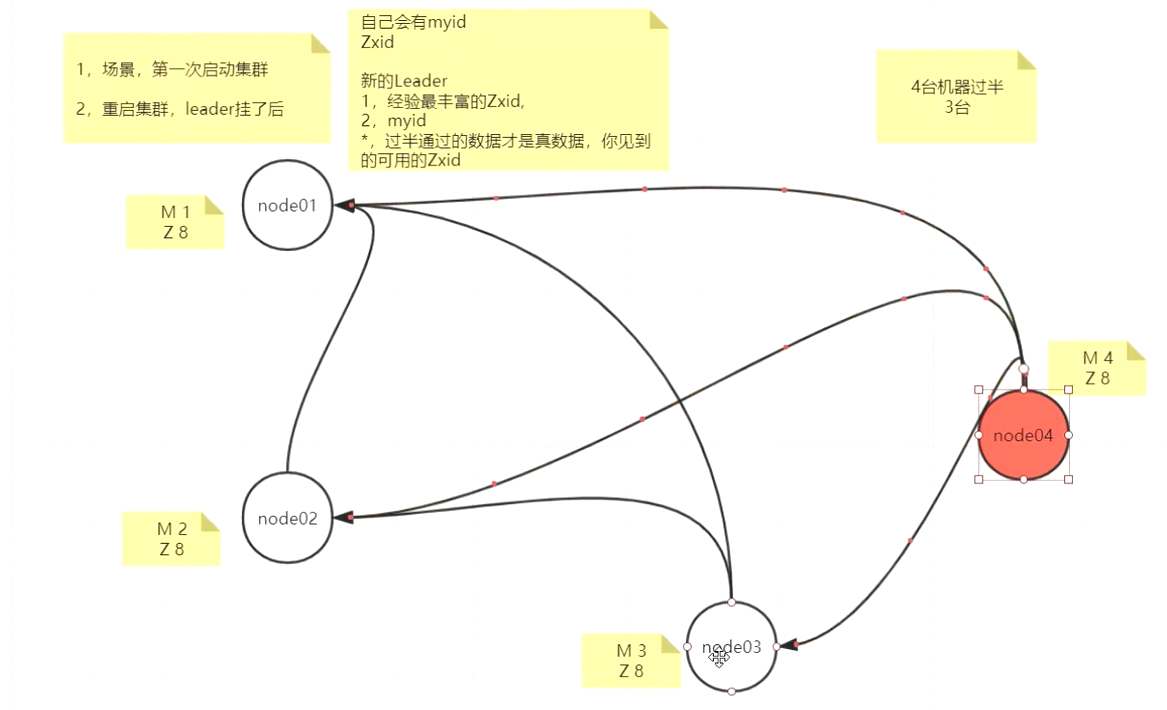 1，场景，第一次启动集群
2，重启集群，leader挂了后
自己会有myid
Zxid
新的Leader
1，经验最丰富的Zxid,
2，myid
*，过半通过的数据才是真数据，你见到
的可用的Zxid
4台机器过半
3台
M 1
Z 8
node01
M 4
Z 8
node04
M 2
Z 8
node02
M 3
Z 8
node03